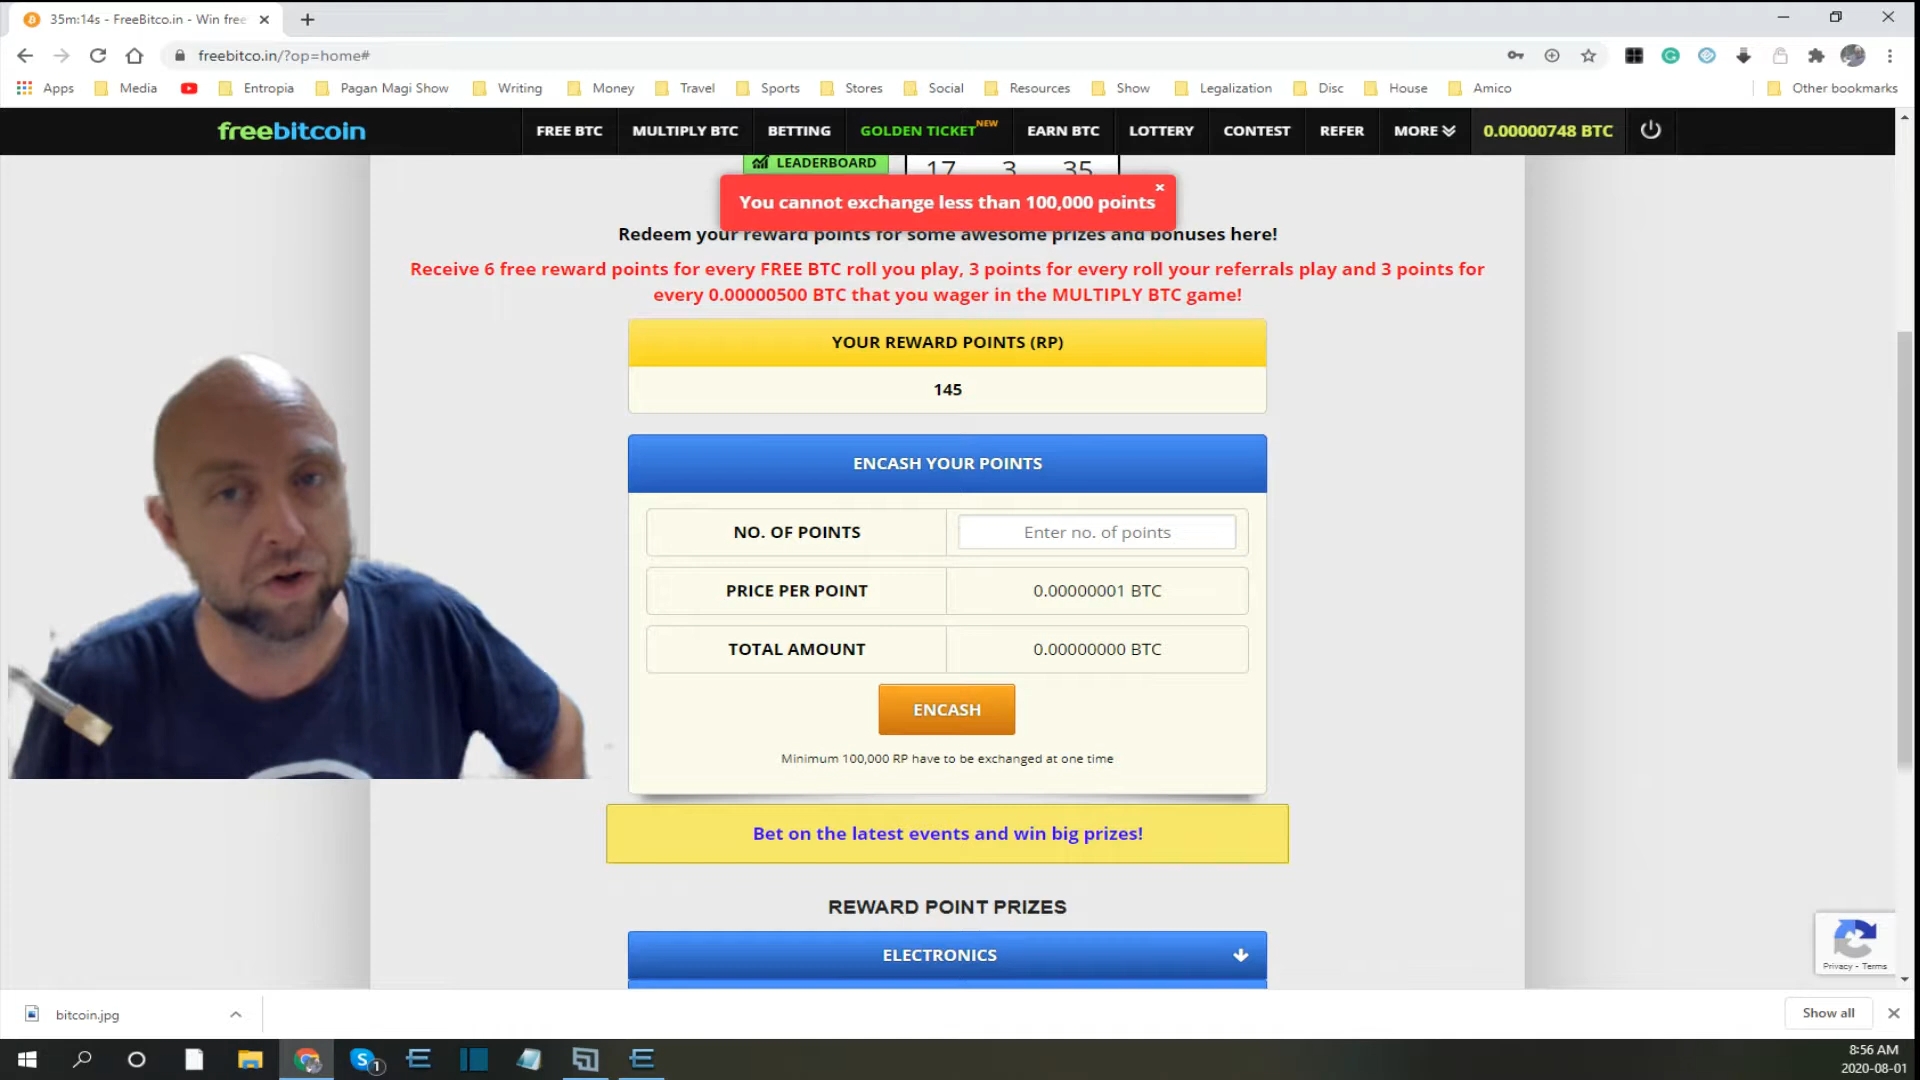 35m:14s - FreeBitco.in - Win free
freebitco.in/?op=home#
Apps
Media
Entropia
Pagan Magi Show
Writing
Money
Travel
Sports
Stores
Social
Resources
Show
Legalization
Disc
House
Amico
Other bookmarks
freebitcoin
FREE BTC
MULTIPLY BTC
BETTING
GOLDEN TICKET NEW
EARN BTC
LOTTERY
CONTEST
REFER
MORE
0.00000748 BTC
LEADERBOARD
17 3 35
You cannot exchange less than 100,000 points
Redeem your reward points for some awesome prizes and bonuses here!
Receive 6 free reward points for every FREE BTC roll you play, 3 points for every roll your referrals play and 3 points for
every 0.00000500 BTC that you wager in the MULTIPLY BTC game!
YOUR REWARD POINTS (RP)
145
ENCASH YOUR POINTS
NO. OF POINTS
Enter no. of points
PRICE PER POINT
0.00000001 BTC
TOTAL AMOUNT
0.00000000 BTC
ENCASH
Minimum 100,000 RP have to be exchanged at one time
Bet on the latest events and win big prizes!
REWARD POINT PRIZES
ELECTRONICS
Privacy - Terms
bitcoin.jpg
Show all
1
8:56 AM
2020-08-01